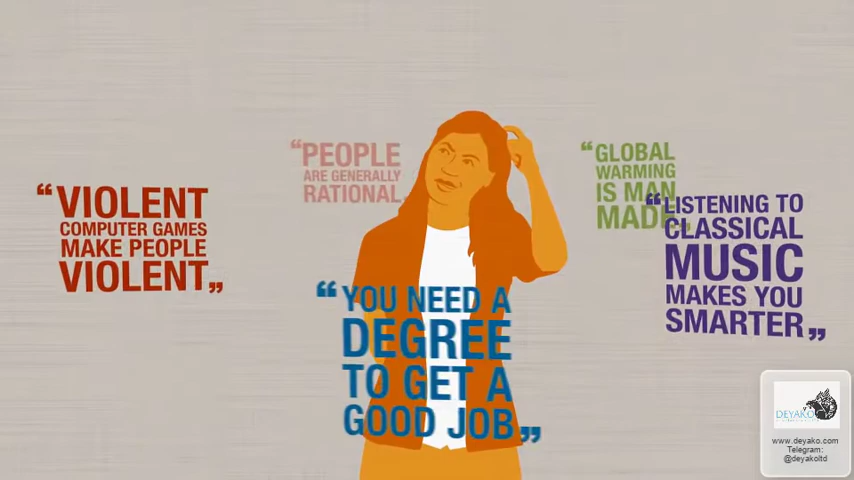 “VIOLENT
COMPUTER GAMES
MAKE PEOPLE
VIOLENT„
“PEOPLE
ARE GENERALLY
RATIONAL„
“YOU NEED A
DEGREE
TO GET A
GOOD JOB„
“GLOBAL
WARMING
IS MAN
MADE„
“LISTENING TO
CLASSICAL
MUSIC
MAKES YOU
SMARTER„
DEYAKO
www.deyako.com
Telegram:
@deyakoltd